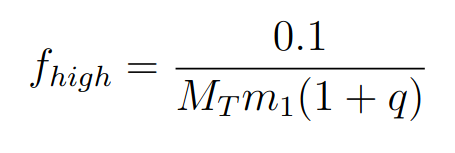 f_{high} = \frac{0.1}{M_T m_1(1 + q)}